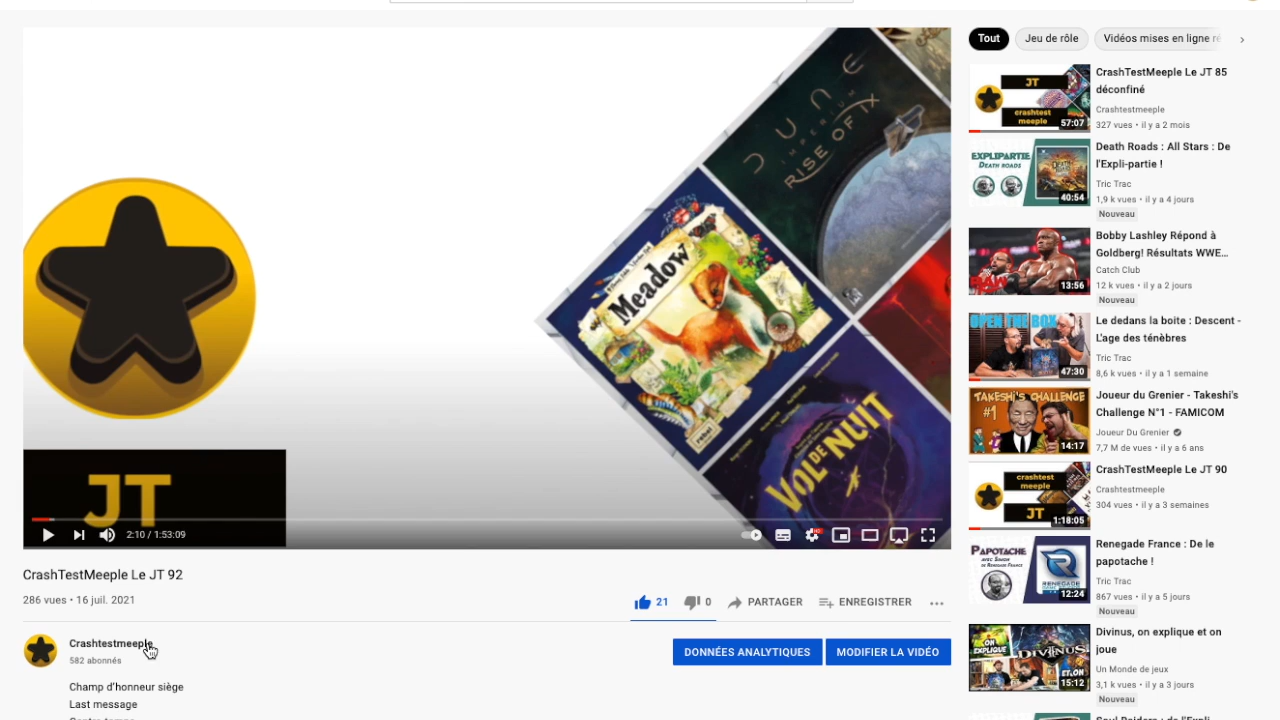 DUNE
IMPERIUM
RISE OF IX
Meadow
VOL DE NUIT
JT
2:10 / 1:53:09
CrashTestMeeple Le JT 92
286 vues • 16 juil. 2021
21
0
PARTAGER
ENREGISTRER
Crashtestmeeple
582 abonnés
DONNÉES ANALYTIQUES
MODIFIER LA VIDÉO
Champ d'honneur siège
Last message
Tout
Jeu de rôle
Vidéos mises en ligne ré
JT
crashtest
meeple
57:07
CrashTestMeeple Le JT 85
déconfiné
Crashtestmeeple
327 vues • il y a 2 mois
EXPLIPARTIE
DEATH ROADS
40:54
Death Roads : All Stars : De
l'Expli-partie !
Tric Trac
1,9 k vues • il y a 4 jours
Nouveau
13:56
Bobby Lashley Répond à
Goldberg! Résultats WWE...
Catch Club
12 k vues • il y a 2 jours
Nouveau
OPEN THE BOX
47:30
Le dedans la boite : Descent -
L'age des ténèbres
Tric Trac
8,6 k vues • il y a 1 semaine
TAKESHI'S CHALLENGE
#1
14:17
Joueur du Grenier - Takeshi's
Challenge N°1 - FAMICOM
Joueur Du Grenier
7,7 M de vues • il y a 6 ans
crashtest
meeple
JT
1:18:05
CrashTestMeeple Le JT 90
Crashtestmeeple
304 vues • il y a 3 semaines
PAPOTACHE
AVEC SIMON
DE RENEGADE FRANCE
RENEGADE
12:24
Renegade France : De le
papotache !
Tric Trac
867 vues • il y a 5 jours
Nouveau
ON
EXPLIQUE
DIVINUS
ET ON
15:12
Divinus, on explique et on
joue
Un Monde de jeux
3,1 k vues • il y a 3 jours
Nouveau